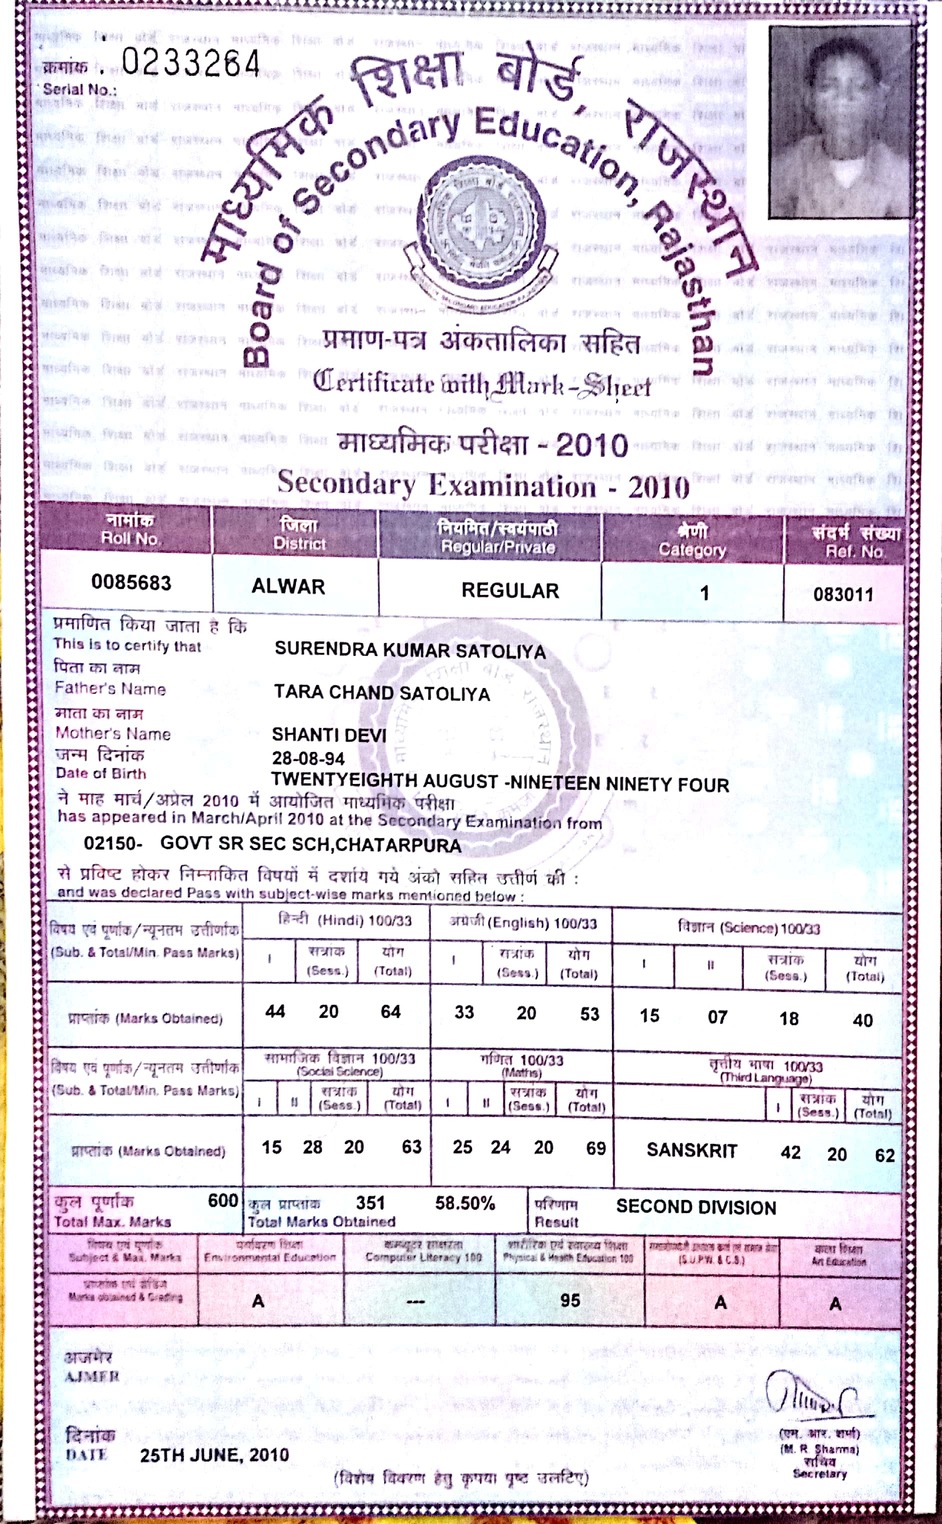 क्रमांक . 0233264
Serial No.:
माध्यमिक शिक्षा बोर्ड, राजस्थान
Board of Secondary Education, Rajasthan
प्रमाण-पत्र अंकतालिका सहित
Certificate with Mark-Sheet
माध्यमिक परीक्षा - 2010
Secondary Examination - 2010
नामांक जिला नियमित/स्वयंपाठी श्रेणी संदर्भ संख्या
Roll No. District Regular/Private Category Ref. No.
0085683 ALWAR REGULAR 1 083011
प्रमाणित किया जाता है कि
This is to certify that SURENDRA KUMAR SATOLIYA
पिता का नाम
Father's Name TARA CHAND SATOLIYA
माता का नाम
Mother's Name SHANTI DEVI
जन्म दिनांक 28-08-94
Date of Birth TWENTYEIGHTH AUGUST -NINETEEN NINETY FOUR
ने माह मार्च/अप्रेल 2010 में आयोजित माध्यमिक परीक्षा
has appeared in March/April 2010 at the Secondary Examination from
02150- GOVT SR SEC SCH,CHATARPURA
से प्रविष्ट होकर निम्नांकित विषयों में दर्शाय गये अंको सहित उत्तीर्ण की :
and was declared Pass with subject-wise marks mentioned below :
विषय एवं पूर्णांक/न्यूनतम उत्तीर्णांक हिन्दी (Hindi) 100/33 अंग्रेजी (English) 100/33 विज्ञान (Science) 100/33
(Sub. & Total/Min. Pass Marks) I सत्रांक (Sess.) योग (Total) I सत्रांक (Sess.) योग (Total) I II सत्रांक (Sess.) योग (Total)
प्राप्तांक (Marks Obtained) 44 20 64 33 20 53 15 07 18 40
विषय एवं पूर्णांक/न्यूनतम उत्तीर्णांक सामाजिक विज्ञान 100/33 गणित 100/33 तृतीय भाषा 100/33
(Social Science) (Maths) (Third Language)
(Sub. & Total/Min. Pass Marks) I II सत्रांक (Sess.) योग (Total) I II सत्रांक (Sess.) योग (Total) I सत्रांक (Sess.) योग (Total)
प्राप्तांक (Marks Obtained) 15 28 20 63 25 24 20 69 SANSKRIT 42 20 62
कुल पूर्णांक 600 कुल प्राप्तांक 351 58.50% परिणाम SECOND DIVISION
Total Max. Marks Total Marks Obtained Result
विषय एवं पूर्णांक पर्यावरण शिक्षा कम्प्यूटर साक्षरता शारीरिक एवं स्वास्थ्य शिक्षा कला शिक्षा
Subject & Max. Marks Environmental Education Computer Literacy 100 Physical & Health Education 100 (S.U.P.W. & C.S.) Art Education
प्राप्तांक एवं ग्रेडिंग
Marks obtained & Grading A --- 95 A A
अजमेर
AJMER
दिनांक
DATE 25TH JUNE, 2010
(एम. आर. शर्मा)
(M. R. Sharma)
सचिव
Secretary
(विशेष विवरण हेतु कृपया पृष्ठ उलटिए)